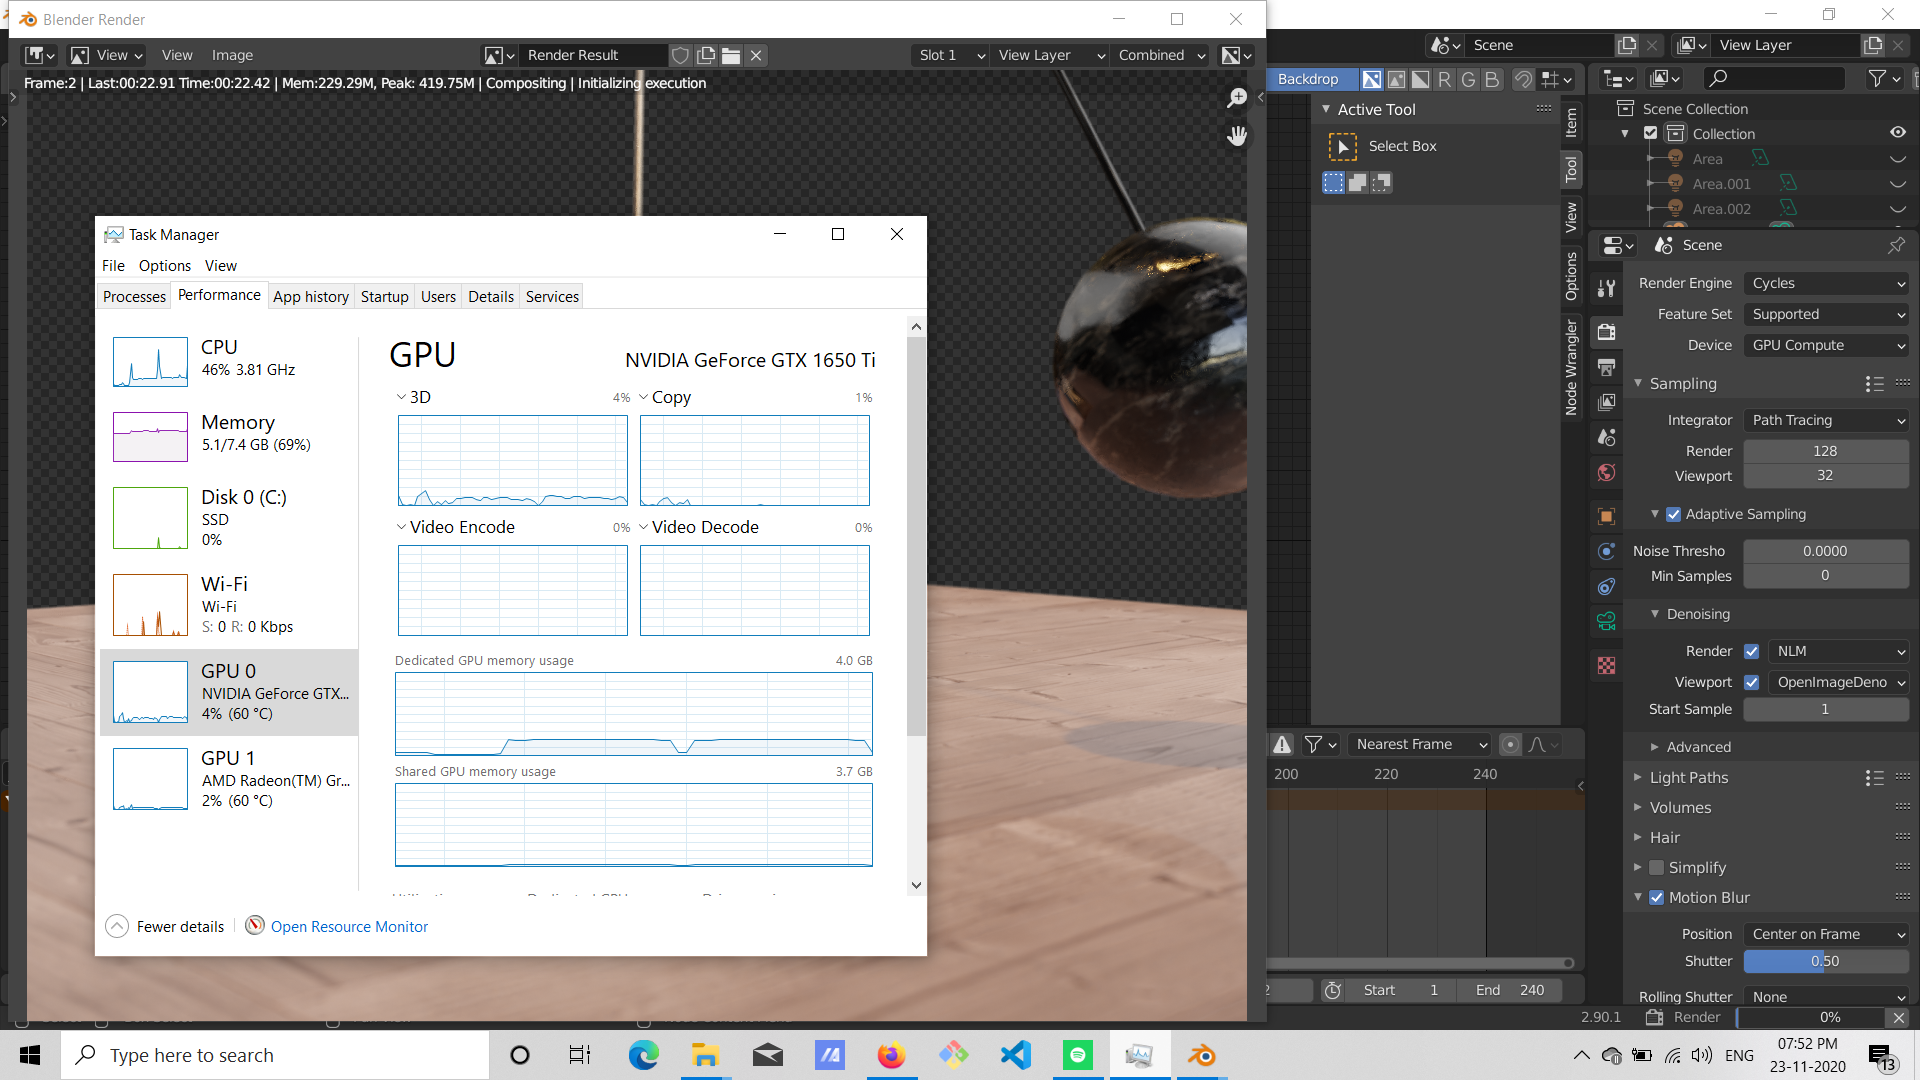 Blender Render
View
View
Image
Render Result
Slot 1
View Layer
Combined
Scene
View Layer
Frame:2 | Last:00:22.91 Time:00:22.42 | Mem:229.29M, Peak: 419.75M | Compositing | Initializing execution
Backdrop
R
G
B
Active Tool
Select Box
Item
Tool
View
Options
Node Wrangler
Scene Collection
Collection
Area
Area.001
Area.002
Scene
Render Engine
Cycles
Feature Set
Supported
Device
GPU Compute
Sampling
Integrator
Path Tracing
Render
128
Viewport
32
Adaptive Sampling
Noise Thresho
0.0000
Min Samples
0
Denoising
Render
NLM
Viewport
OpenImageDeno
Start Sample
1
Advanced
Light Paths
Volumes
Hair
Simplify
Motion Blur
Position
Center on Frame
Shutter
0.50
Rolling Shutter
None
Task Manager
File
Options
View
Processes
Performance
App history
Startup
Users
Details
Services
CPU
46% 3.81 GHz
Memory
5.1/7.4 GB (69%)
Disk 0 (C:)
SSD
0%
Wi-Fi
Wi-Fi
S: 0 R: 0 Kbps
GPU 0
NVIDIA GeForce GTX...
4% (60 °C)
GPU 1
AMD Radeon(TM) Gr...
2% (60 °C)
GPU
NVIDIA GeForce GTX 1650 Ti
3D
4%
Copy
1%
Video Encode
0%
Video Decode
0%
Dedicated GPU memory usage
4.0 GB
Shared GPU memory usage
3.7 GB
Fewer details
Open Resource Monitor
Nearest Frame
200
220
240
2
Start
1
End
240
2.90.1
Render
0%
Type here to search
ENG
07:52 PM
23-11-2020
13